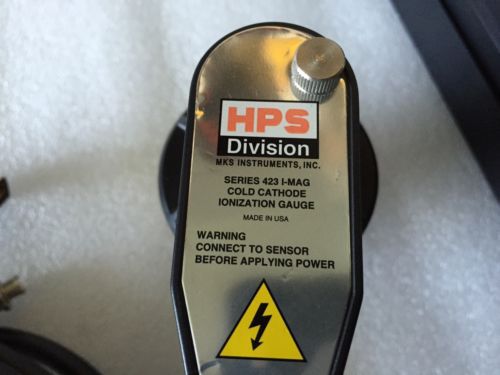 HPS
Division
MKS INSTRUMENTS, INC.
SERIES 423 I-MAG
COLD CATHODE
IONIZATION GAUGE
MADE IN USA
WARNING
CONNECT TO SENSOR
BEFORE APPLYING POWER